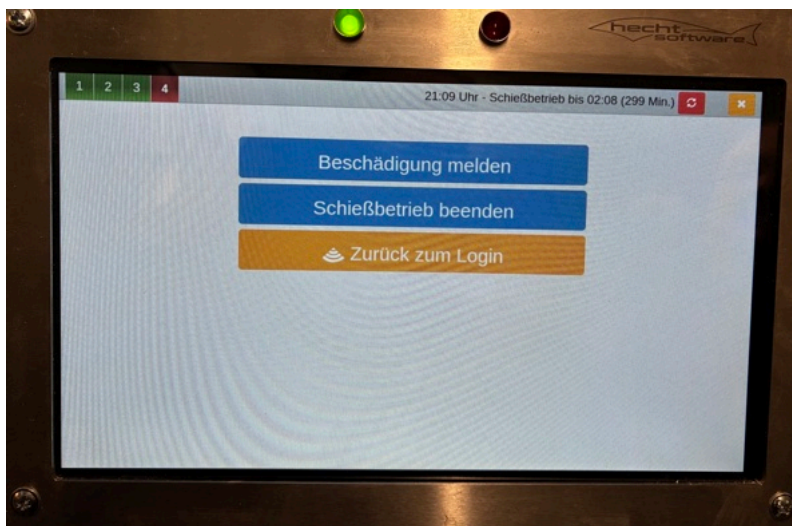 hecht
software
1 2 3 4
21:09 Uhr - Schießbetrieb bis 02:08 (299 Min.)
Beschädigung melden
Schießbetrieb beenden
Zurück zum Login